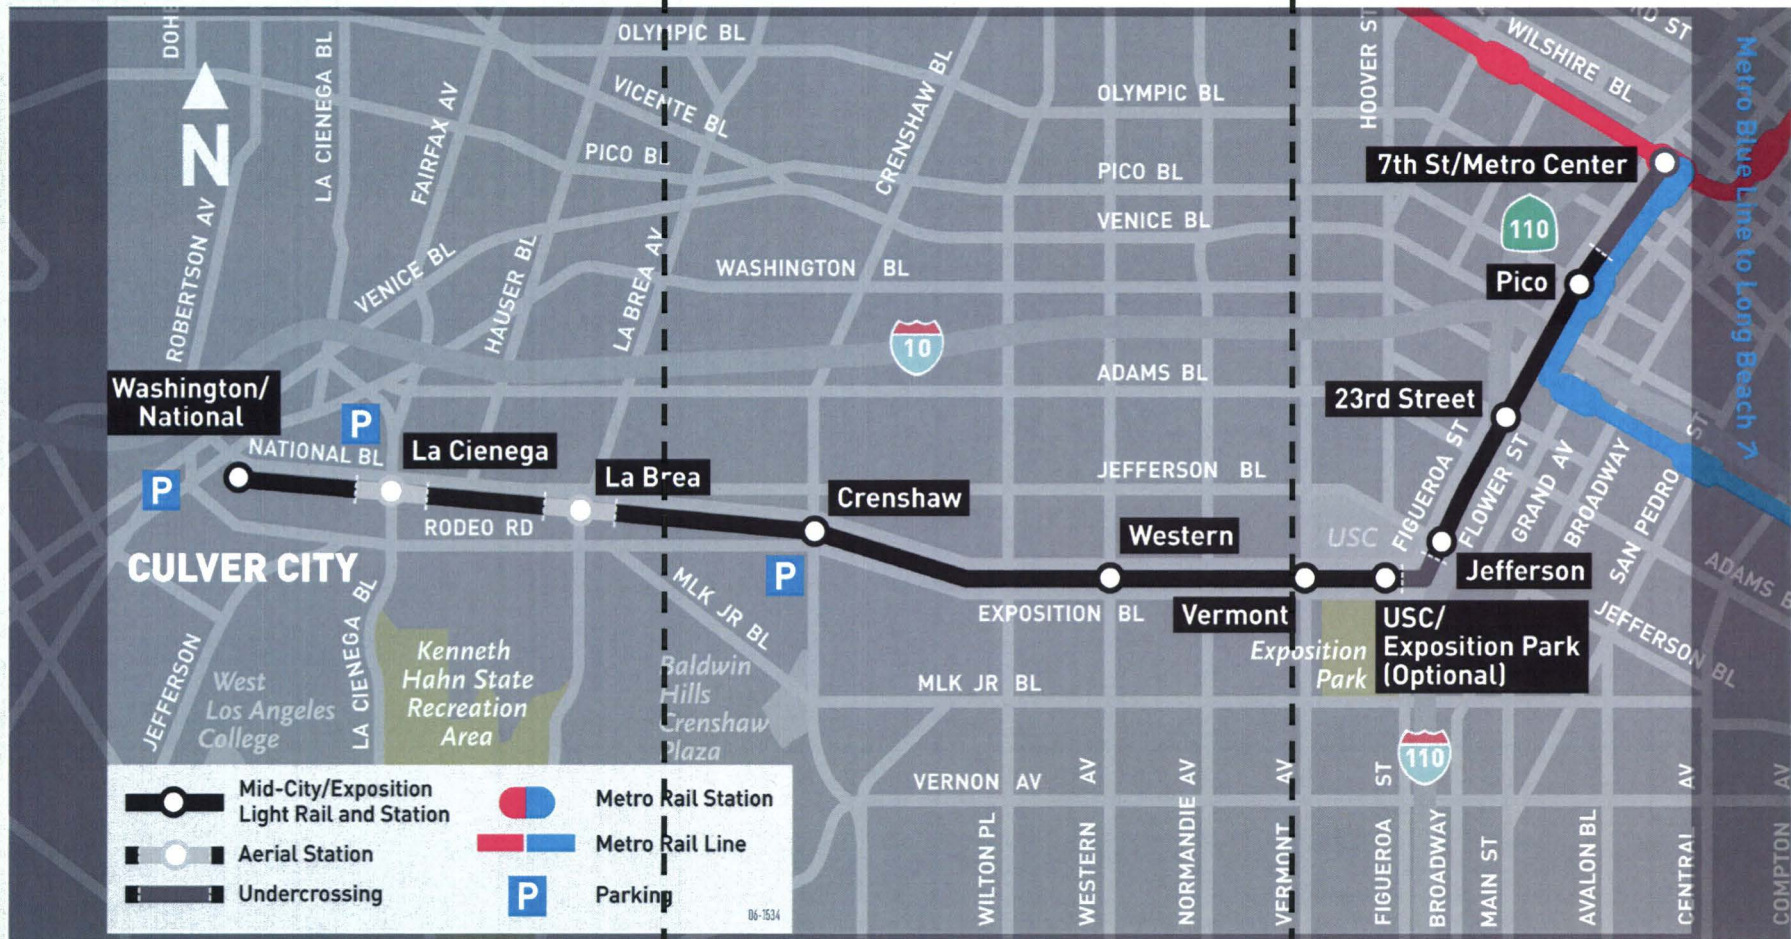 DOHE
LA CIENEGA BL
OLYMPIC BL
HOOVER ST
RD ST
WILSHIRE BL
Metro Blue Line to Long Beach
N
FAIRFAX AV
VICENTE BL
CRENSHAW BL
OLYMPIC BL
PICO BL
7th St/Metro Center
PICO BL
ROBERTSON AV
VENICE BL
110
VENICE BL
HAUSER BL
LA BREA AV
WASHINGTON BL
Pico
10
ADAMS BL
Washington/
National
P
23rd Street
NATIONAL BL
La Cienega
La Brea
JEFFERSON BL
FIGUEROA ST
FLOWER ST
GRAND AV
BROADWAY
SAN PEDRO ST
P
Crenshaw
RODEO RD
Western
USC
CULVER CITY
P
MLK JR BL
Jefferson
ADAMS B
EXPOSITION BL
Vermont
USC/
Exposition Park
(Optional)
JEFFERSON BL
Exposition
Park
JEFFERSON
West
Los Angeles
College
LA CIENEGA BL
Kenneth
Hahn State
Recreation
Area
Baldwin
Hills
Crenshaw
Plaza
MLK JR BL
110
VERNON AV
WILTON PL
WESTERN AV
NORMANDIE AV
VERMONT AV
FIGUEROA ST
BROADWAY
MAIN ST
AVALON BL
CENTRAL AV
COMPTON AV
Mid-City/Exposition
Light Rail and Station
Metro Rail Station
Aerial Station
Metro Rail Line
Undercrossing
P
Parking
06-1534